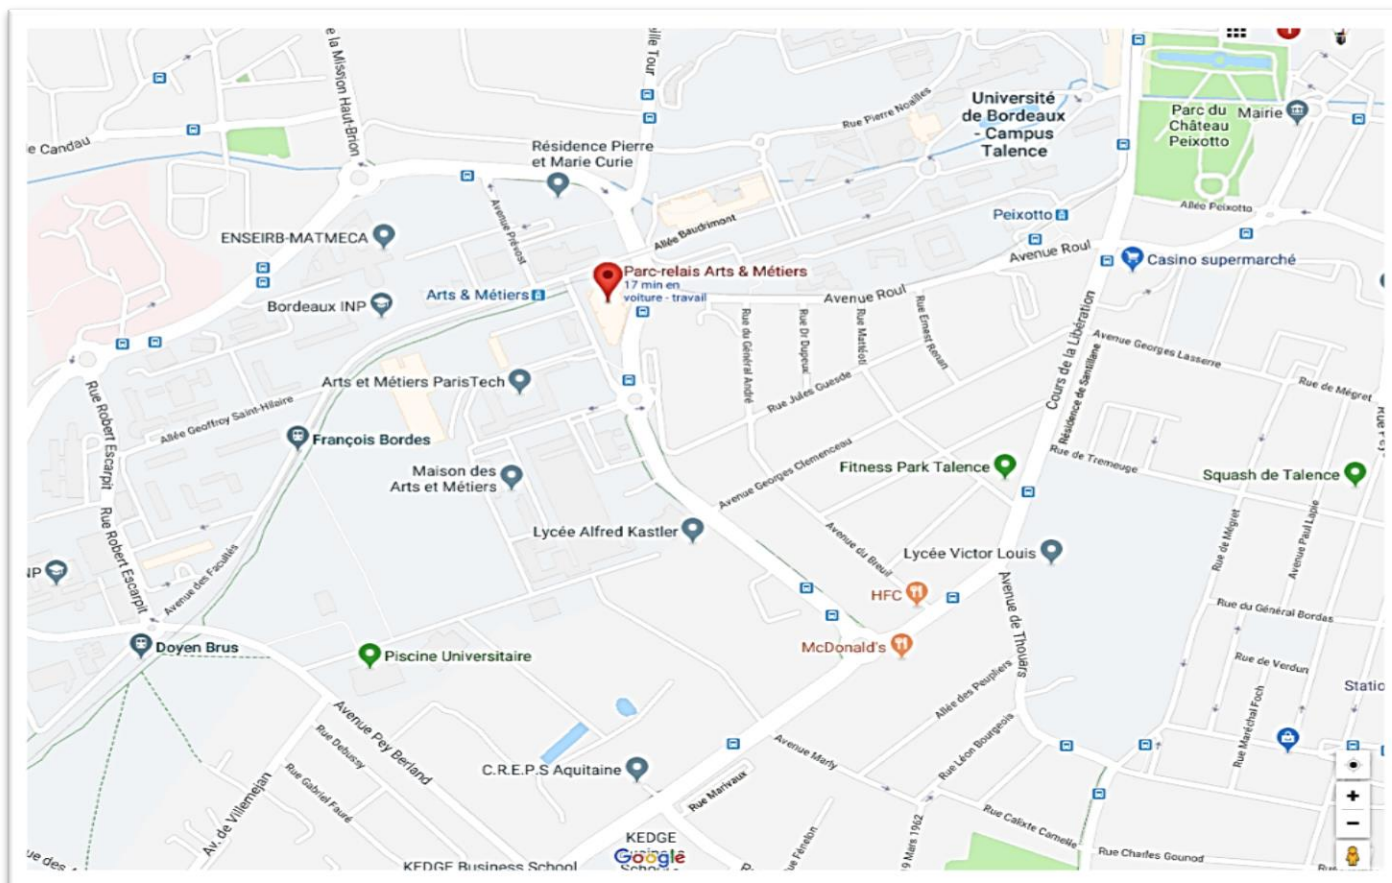 de la Mission Haut-Brion
ille Tour
Université
de Bordeaux
- Campus
Talence
Rue Pierre Noailles
Parc du
Château
Peixotto
Mairie
e Candau
Résidence Pierre
et Marie Curie
Allée Peixotto
Avenue Prévost
Allée Baudrimont
Peixotto
ENSEIRB-MATMECA
Avenue Roul
Casino supermarché
Parc-relais Arts & Métiers
17 min en
voiture - travail
Arts & Métiers
Bordeaux INP
Avenue Roul
Rue du Général André
Rue Dr Dupeux
Rue Mattéoti
Rue Ernest Renan
Cours de la Libération
Résidence de Santillane
Avenue Georges Lasserre
Rue de Mégret
Arts et Métiers ParisTech
Rue Jules Guesde
Allée Geoffroy Saint-Hilaire
Rue Robert Escarpit
François Bordes
Maison des
Arts et Métiers
Avenue Georges Clemenceau
Fitness Park Talence
Rue de Tremeuge
Squash de Talence
Rue Robert Escarpit
Lycée Alfred Kastler
Avenue du Breuil
Lycée Victor Louis
Rue de Mégret
Avenue Paul Lapie
NP
Avenue des Facultés
HFC
Avenue de Thouars
Rue du Général Bordas
Doyen Brus
Piscine Universitaire
McDonald's
Rue de Verdun
Statio
Allée des Peupliers
Rue Maréchal Foch
Avenue Pey Berland
Rue Debussy
Rue Gabriel Fauré
Av. de Villemejan
C.R.E.P.S Aquitaine
Avenue Marly
Rue Léon Bourgeois
Rue Marivaux
Rue Calixte Camelle
Rue Fénelon
9 Mars 1962
Rue Charles Gounod
KEDGE
Google
KEDGE Business School
ue des